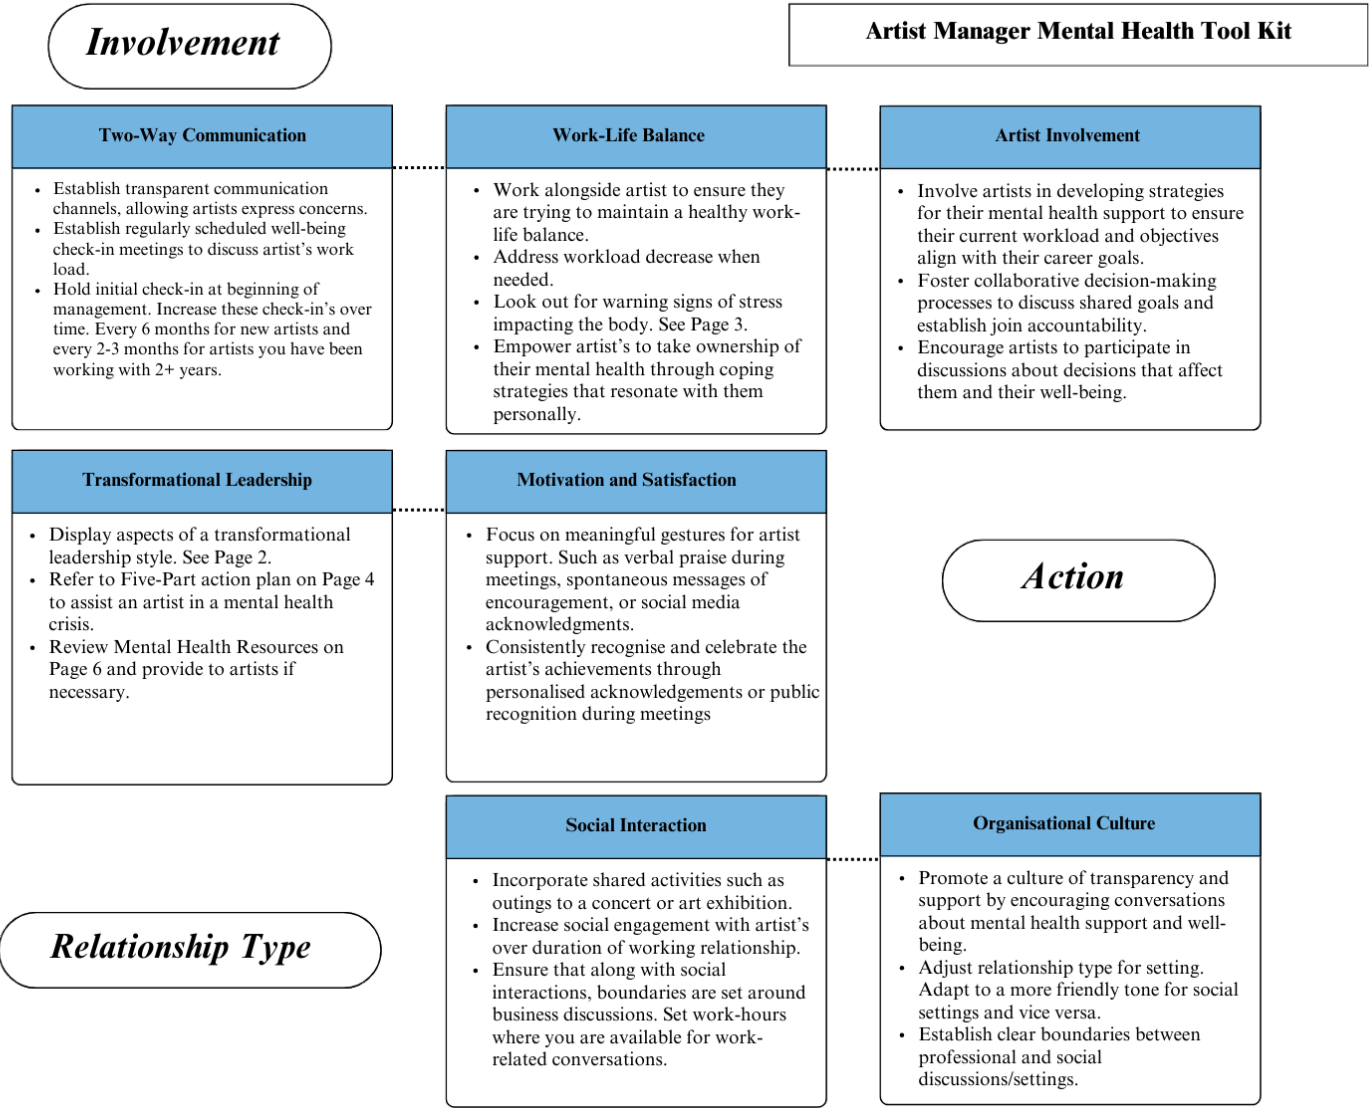 Involvement
Artist Manager Mental Health Tool Kit
Two-Way Communication
• Establish transparent communication
channels, allowing artists express concerns.
• Establish regularly scheduled well-being
check-in meetings to discuss artist's work
load.
• Hold initial check-in at beginning of
management. Increase these check-in's over
time. Every 6 months for new artists and
every 2-3 months for artists you have been
working with 2+ years.
Work-Life Balance
• Work alongside artist to ensure they
are trying to maintain a healthy work-
life balance.
• Address workload decrease when
needed.
• Look out for warning signs of stress
impacting the body. See Page 3.
• Empower artist's to take ownership of
their mental health through coping
strategies that resonate with them
personally.
Artist Involvement
• Involve artists in developing strategies
for their mental health support to ensure
their current workload and objectives
align with their career goals.
• Foster collaborative decision-making
processes to discuss shared goals and
establish join accountability.
• Encourage artists to participate in
discussions about decisions that affect
them and their well-being.
Transformational Leadership
• Display aspects of a transformational
leadership style. See Page 2.
• Refer to Five-Part action plan on Page 4
to assist an artist in a mental health
crisis.
• Review Mental Health Resources on
Page 6 and provide to artists if
necessary.
Motivation and Satisfaction
• Focus on meaningful gestures for artist
support. Such as verbal praise during
meetings, spontaneous messages of
encouragement, or social media
acknowledgments.
• Consistently recognise and celebrate the
artist's achievements through
personalised acknowledgements or public
recognition during meetings
Action
Relationship Type
Social Interaction
• Incorporate shared activities such as
outings to a concert or art exhibition.
• Increase social engagement with artist's
over duration of working relationship.
• Ensure that along with social
interactions, boundaries are set around
business discussions. Set work-hours
where you are available for work-
related conversations.
Organisational Culture
• Promote a culture of transparency and
support by encouraging conversations
about mental health support and well-
being.
• Adjust relationship type for setting.
Adapt to a more friendly tone for social
settings and vice versa.
• Establish clear boundaries between
professional and social
discussions/settings.